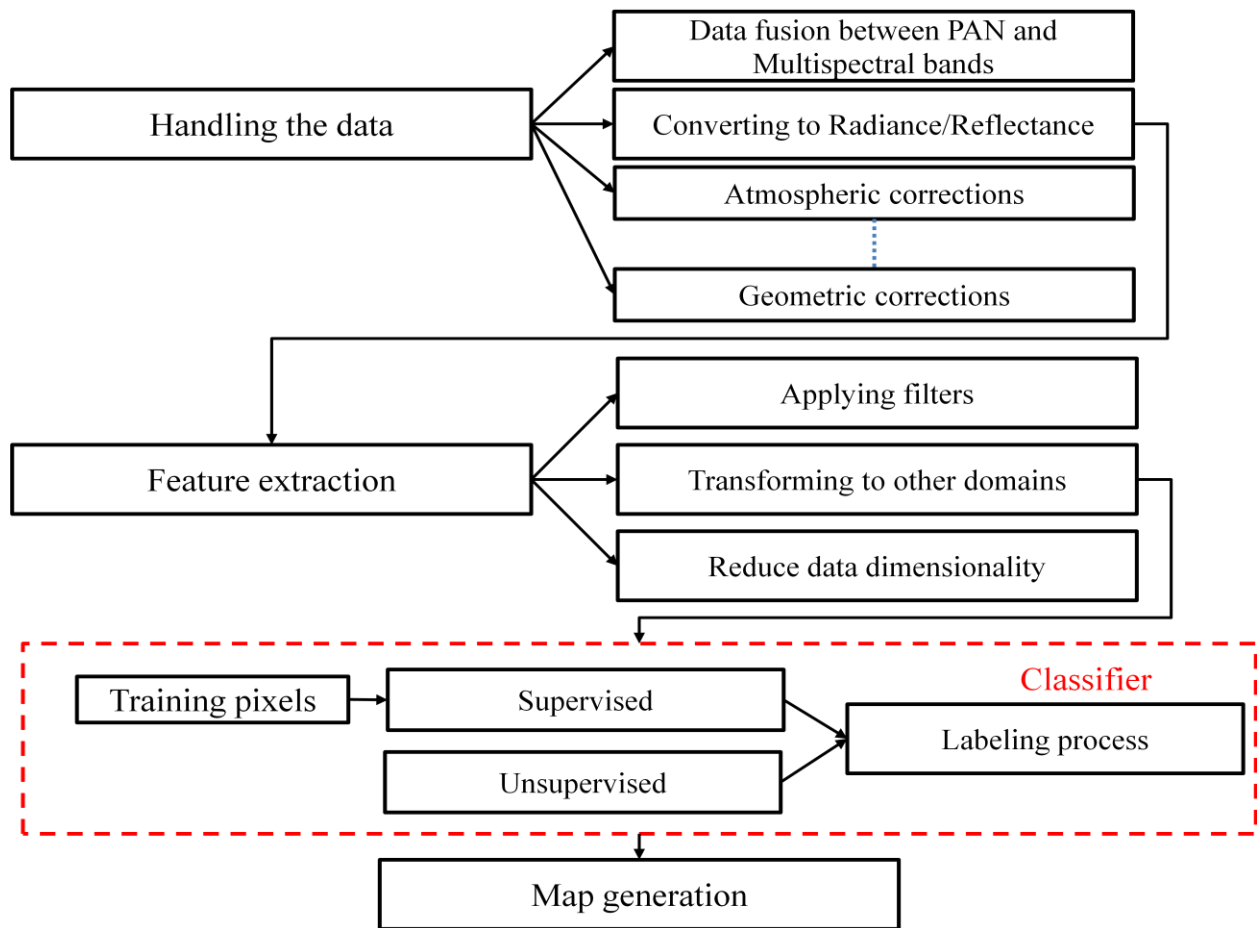 Data fusion between PAN and
Multispectral bands
Handling the data
Converting to Radiance/Reflectance
Atmospheric corrections
Geometric corrections
Applying filters
Feature extraction
Transforming to other domains
Reduce data dimensionality
Classifier
Training pixels
Supervised
Labeling process
Unsupervised
Map generation